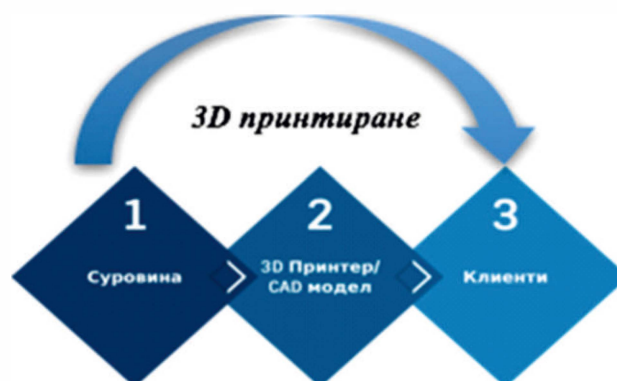 3D принтиране
1
Суровина
2
3D Принтер/
CAD модел
3
Клиенти